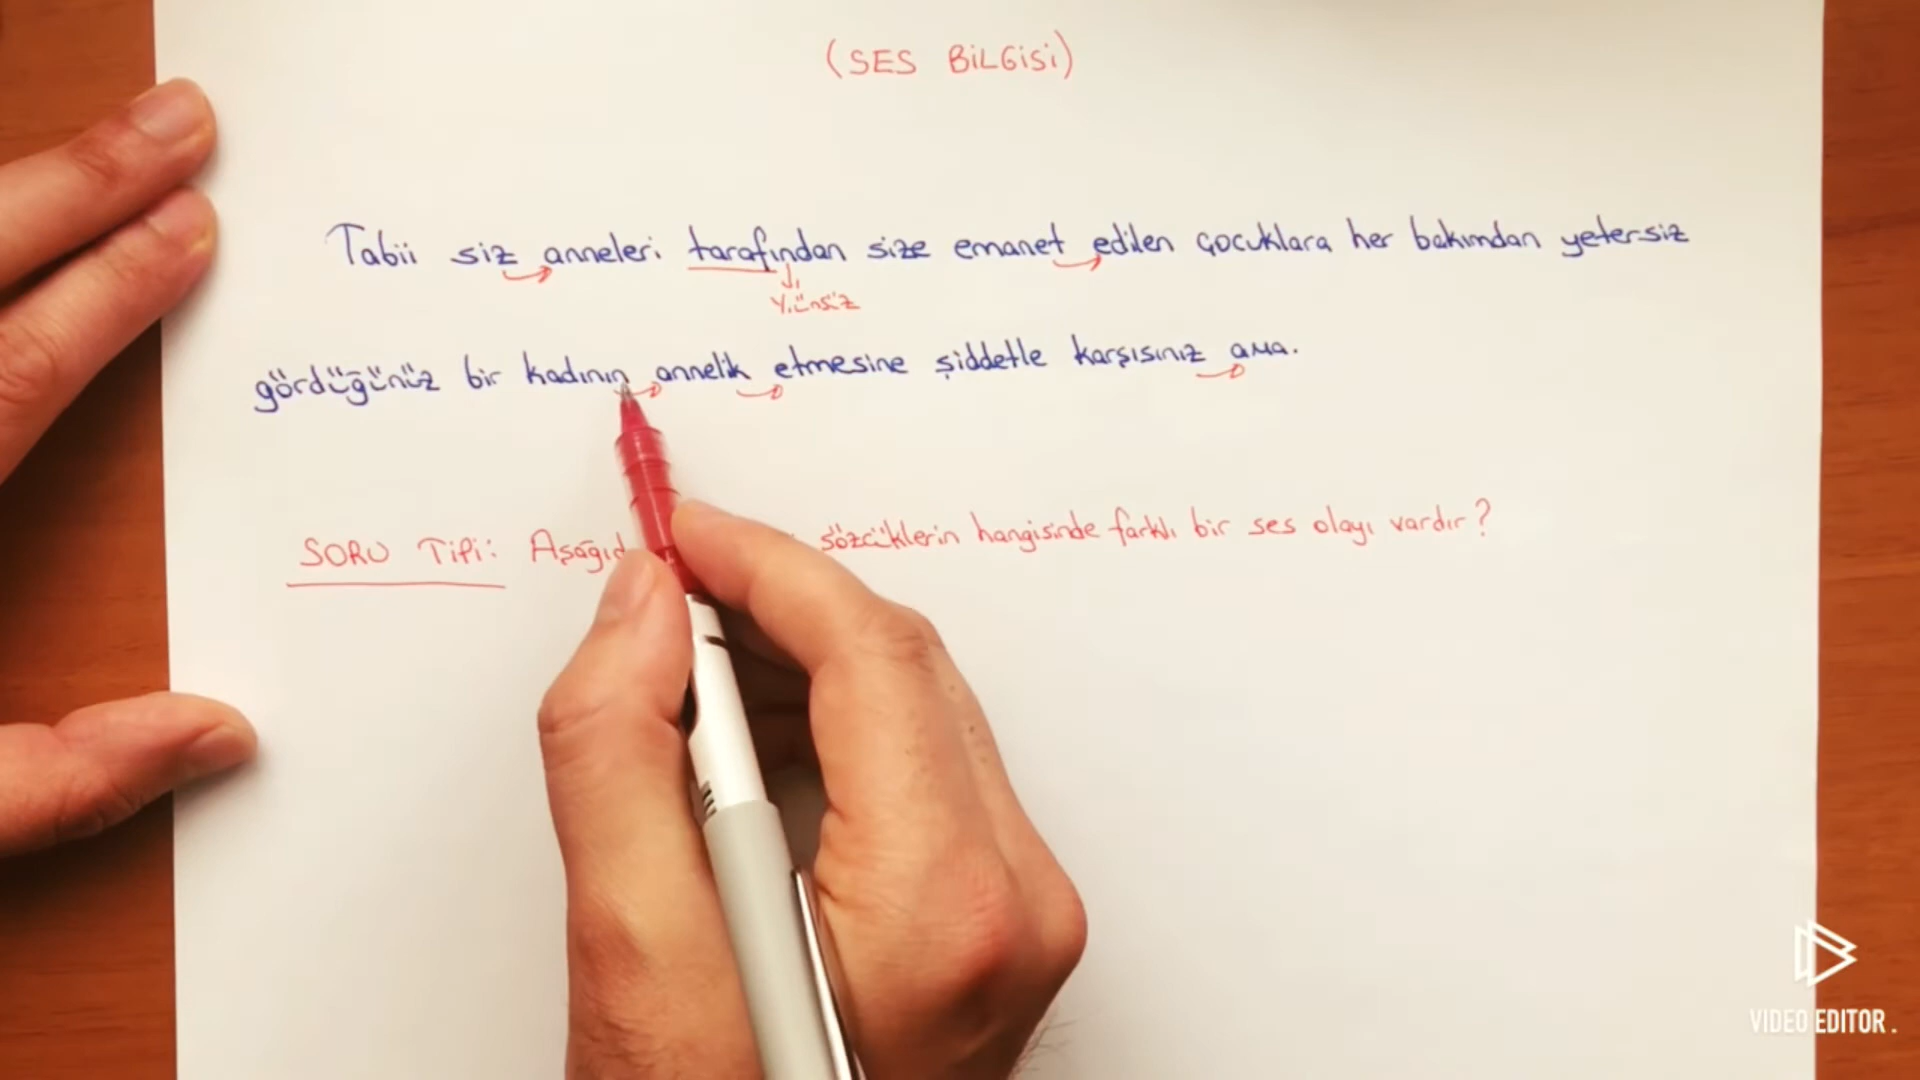 (SES BİLGİSİ)
Tabii siz anneleri tarafından size emanet edilen çocuklara her bakımdan yetersiz
Y.ünsüz
gördüğünüz bir kadının annelik etmesine şiddetle karşısınız ama.
SORU TİPİ: Aşağıd sözcüklerin hangisinde farklı bir ses olayı vardır?
VIDEO EDITOR.